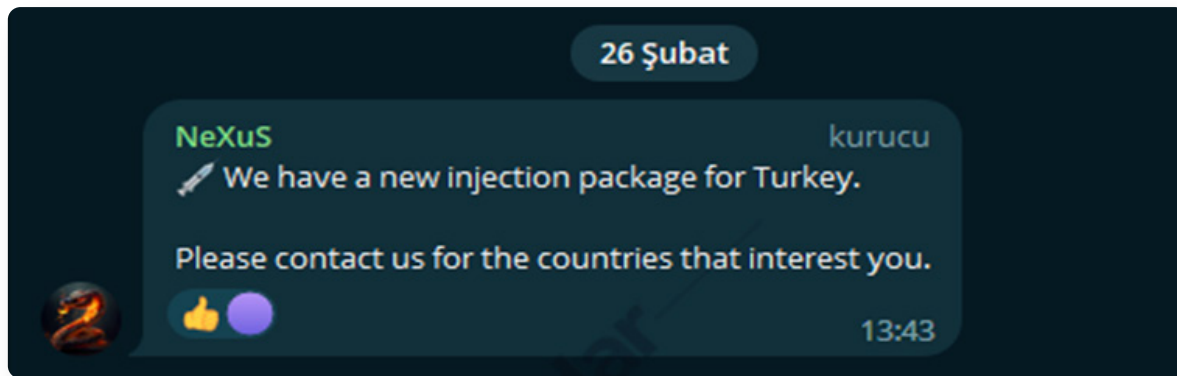 26 Şubat
NeXuS kurucu
🚀 We have a new injection package for Turkey.
Please contact us for the countries that interest you.
13:43